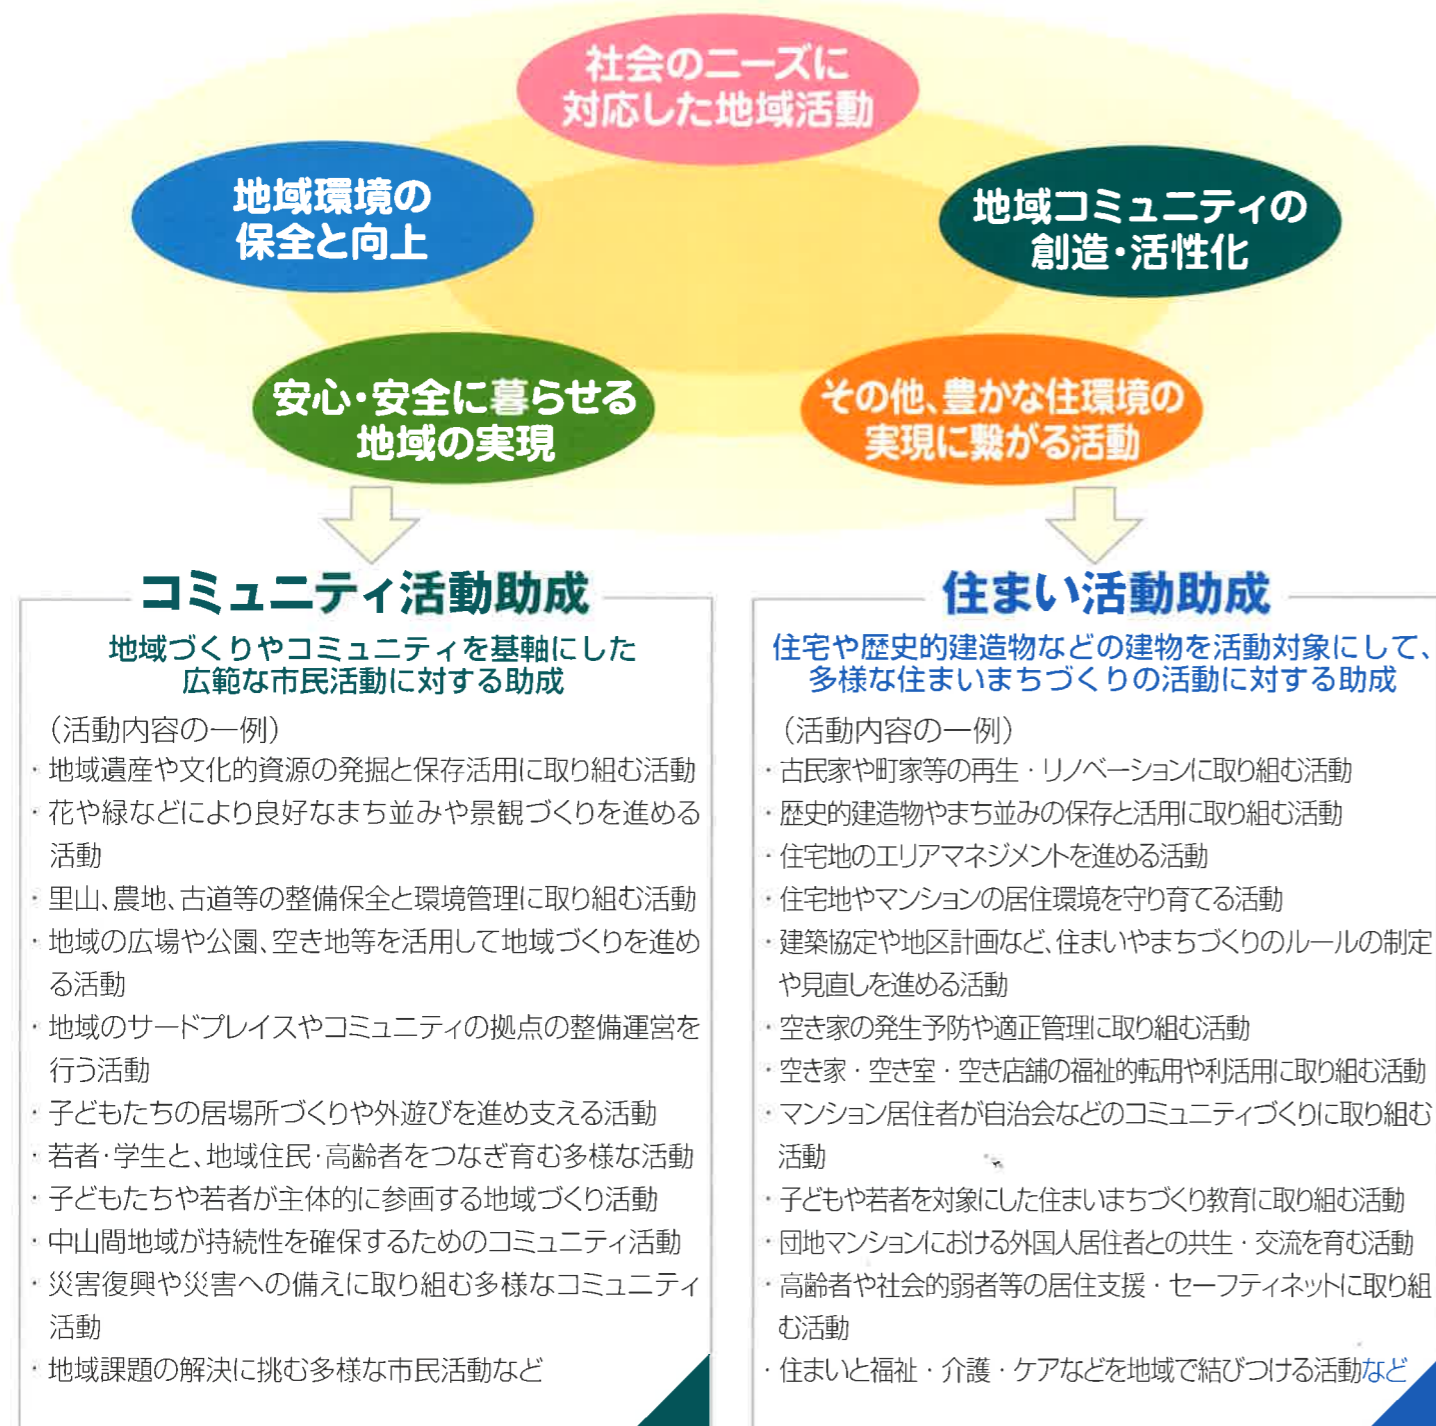 社会のニーズに
対応した地域活動
地域環境の
保全と向上
地域コミュニティの
創造・活性化
安心・安全に暮らせる
地域の実現
その他、豊かな住環境の
実現に繋がる活動
コミュニティ活動助成
地域づくりやコミュニティを基軸にした
広範な市民活動に対する助成
（活動内容の一例）
・地域遺産や文化的資源の発掘と保存活用に取り組む活動
・花や緑などにより良好なまち並みや景観づくりを進める
活動
・里山、農地、古道等の整備保全と環境管理に取り組む活動
・地域の広場や公園、空き地等を活用して地域づくりを進め
る活動
・地域のサードプレイスやコミュニティの拠点の整備運営を
行う活動
・子どもたちの居場所づくりや外遊びを進め支える活動
・若者・学生と、地域住民・高齢者をつなぎ育む多様な活動
・子どもたちや若者が主体的に参画する地域づくり活動
・中山間地域が持続性を確保するためのコミュニティ活動
・災害復興や災害への備えに取り組む多様なコミュニティ
活動
・地域課題の解決に挑む多様な市民活動など
住まい活動助成
住宅や歴史的建造物などの建物を活動対象にして、
多様な住まいまちづくりの活動に対する助成
（活動内容の一例）
・古民家や町家等の再生・リノベーションに取り組む活動
・歴史的建造物やまち並みの保存と活用に取り組む活動
・住宅地のエリアマネジメントを進める活動
・住宅地やマンションの居住環境を守り育てる活動
・建築協定や地区計画など、住まいやまちづくりのルールの制定
や見直しを進める活動
・空き家の発生予防や適正管理に取り組む活動
・空き家・空き室・空き店舗の福祉的転用や利活用に取り組む活動
・マンション居住者が自治会などのコミュニティづくりに取り組む
活動
・子どもや若者を対象にした住まいまちづくり教育に取り組む活動
・団地マンションにおける外国人居住者との共生・交流を育む活動
・高齢者や社会的弱者等の居住支援・セーフティネットに取り組
む活動
・住まいと福祉・介護・ケアなどを地域で結びつける活動など